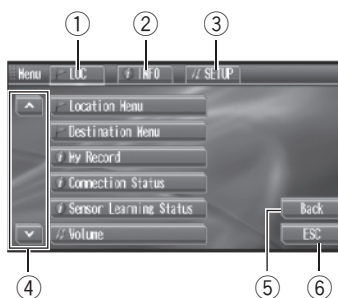 ① ② ③
Menu LOC INFO SETUP
Location Menu
Destination Menu
My Record
Connection Status
Sensor Learning Status Back
Volume ESC
④ ⑤ ⑥